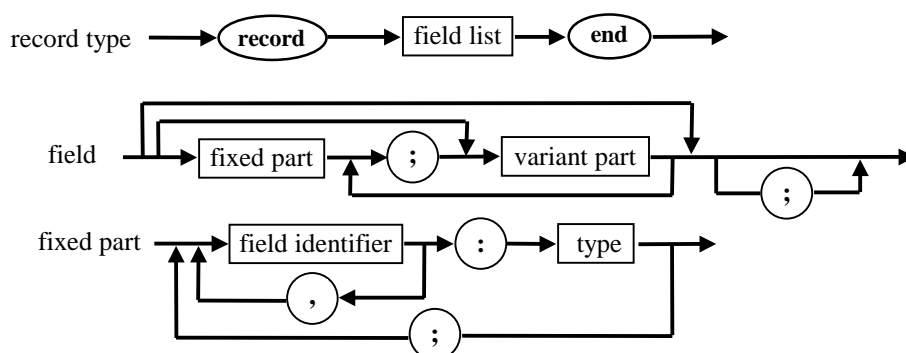 record type record field list end
field fixed part ; variant part
;
fixed part field identifier : type
,
;